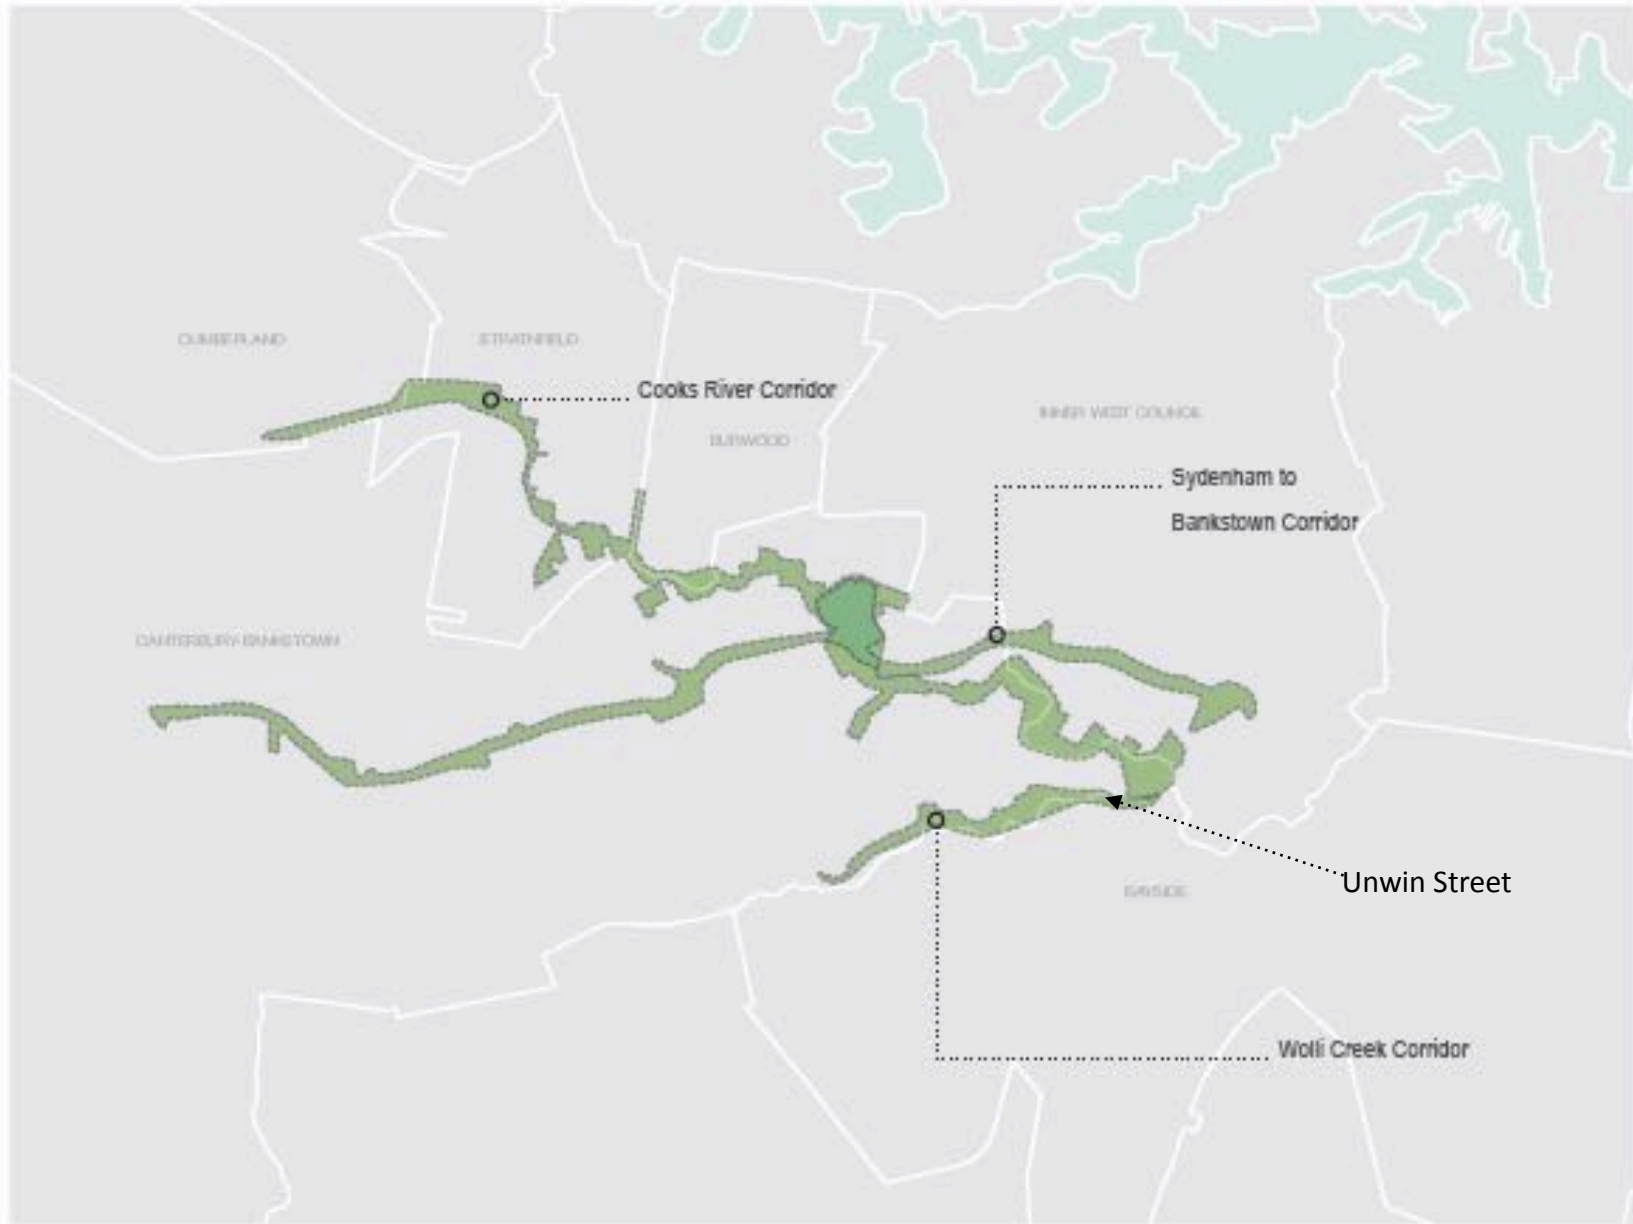 CUMBERLAND
STRATHFIELD
Cooks River Corridor
INNER WEST COUNCIL
BURWOOD
Sydenham to
Bankstown Corridor
CANTERBURY-BANKSTOWN
Unwin Street
BAYSIDE
Wolli Creek Corridor